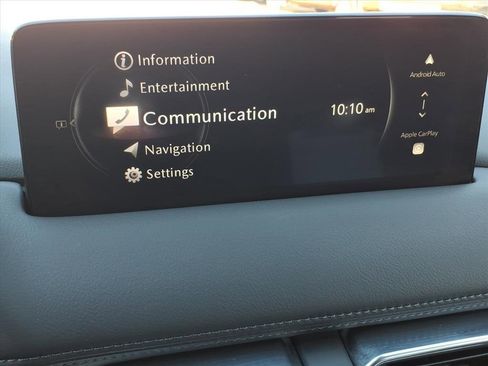 Information
Entertainment
Communication
10:10 am
Navigation
Settings
Android Auto
Apple CarPlay